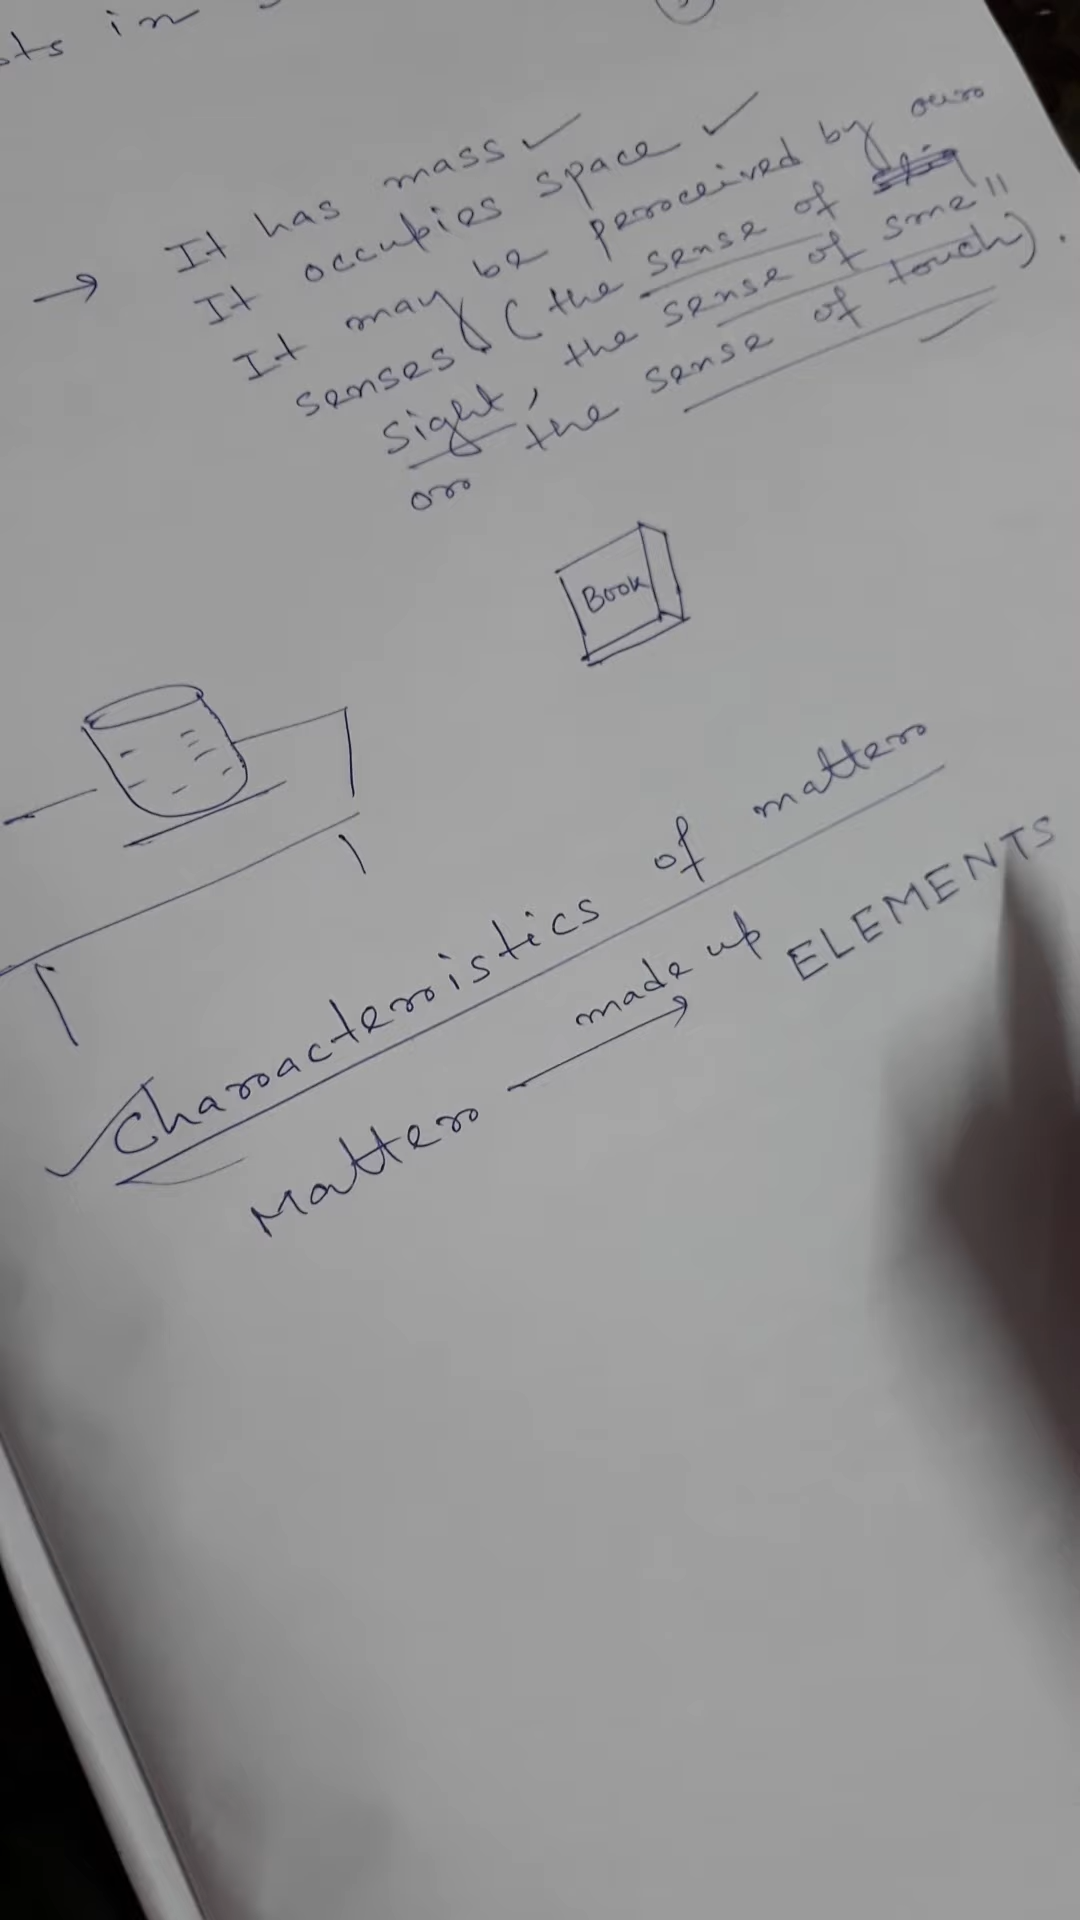 in
It has mass
It occupies space
It may be perceived by our
senses (the sense of
sight, the sense of smell
or the sense of touch).
Book
Characteristics of matter
Matter made up ELEMENTS